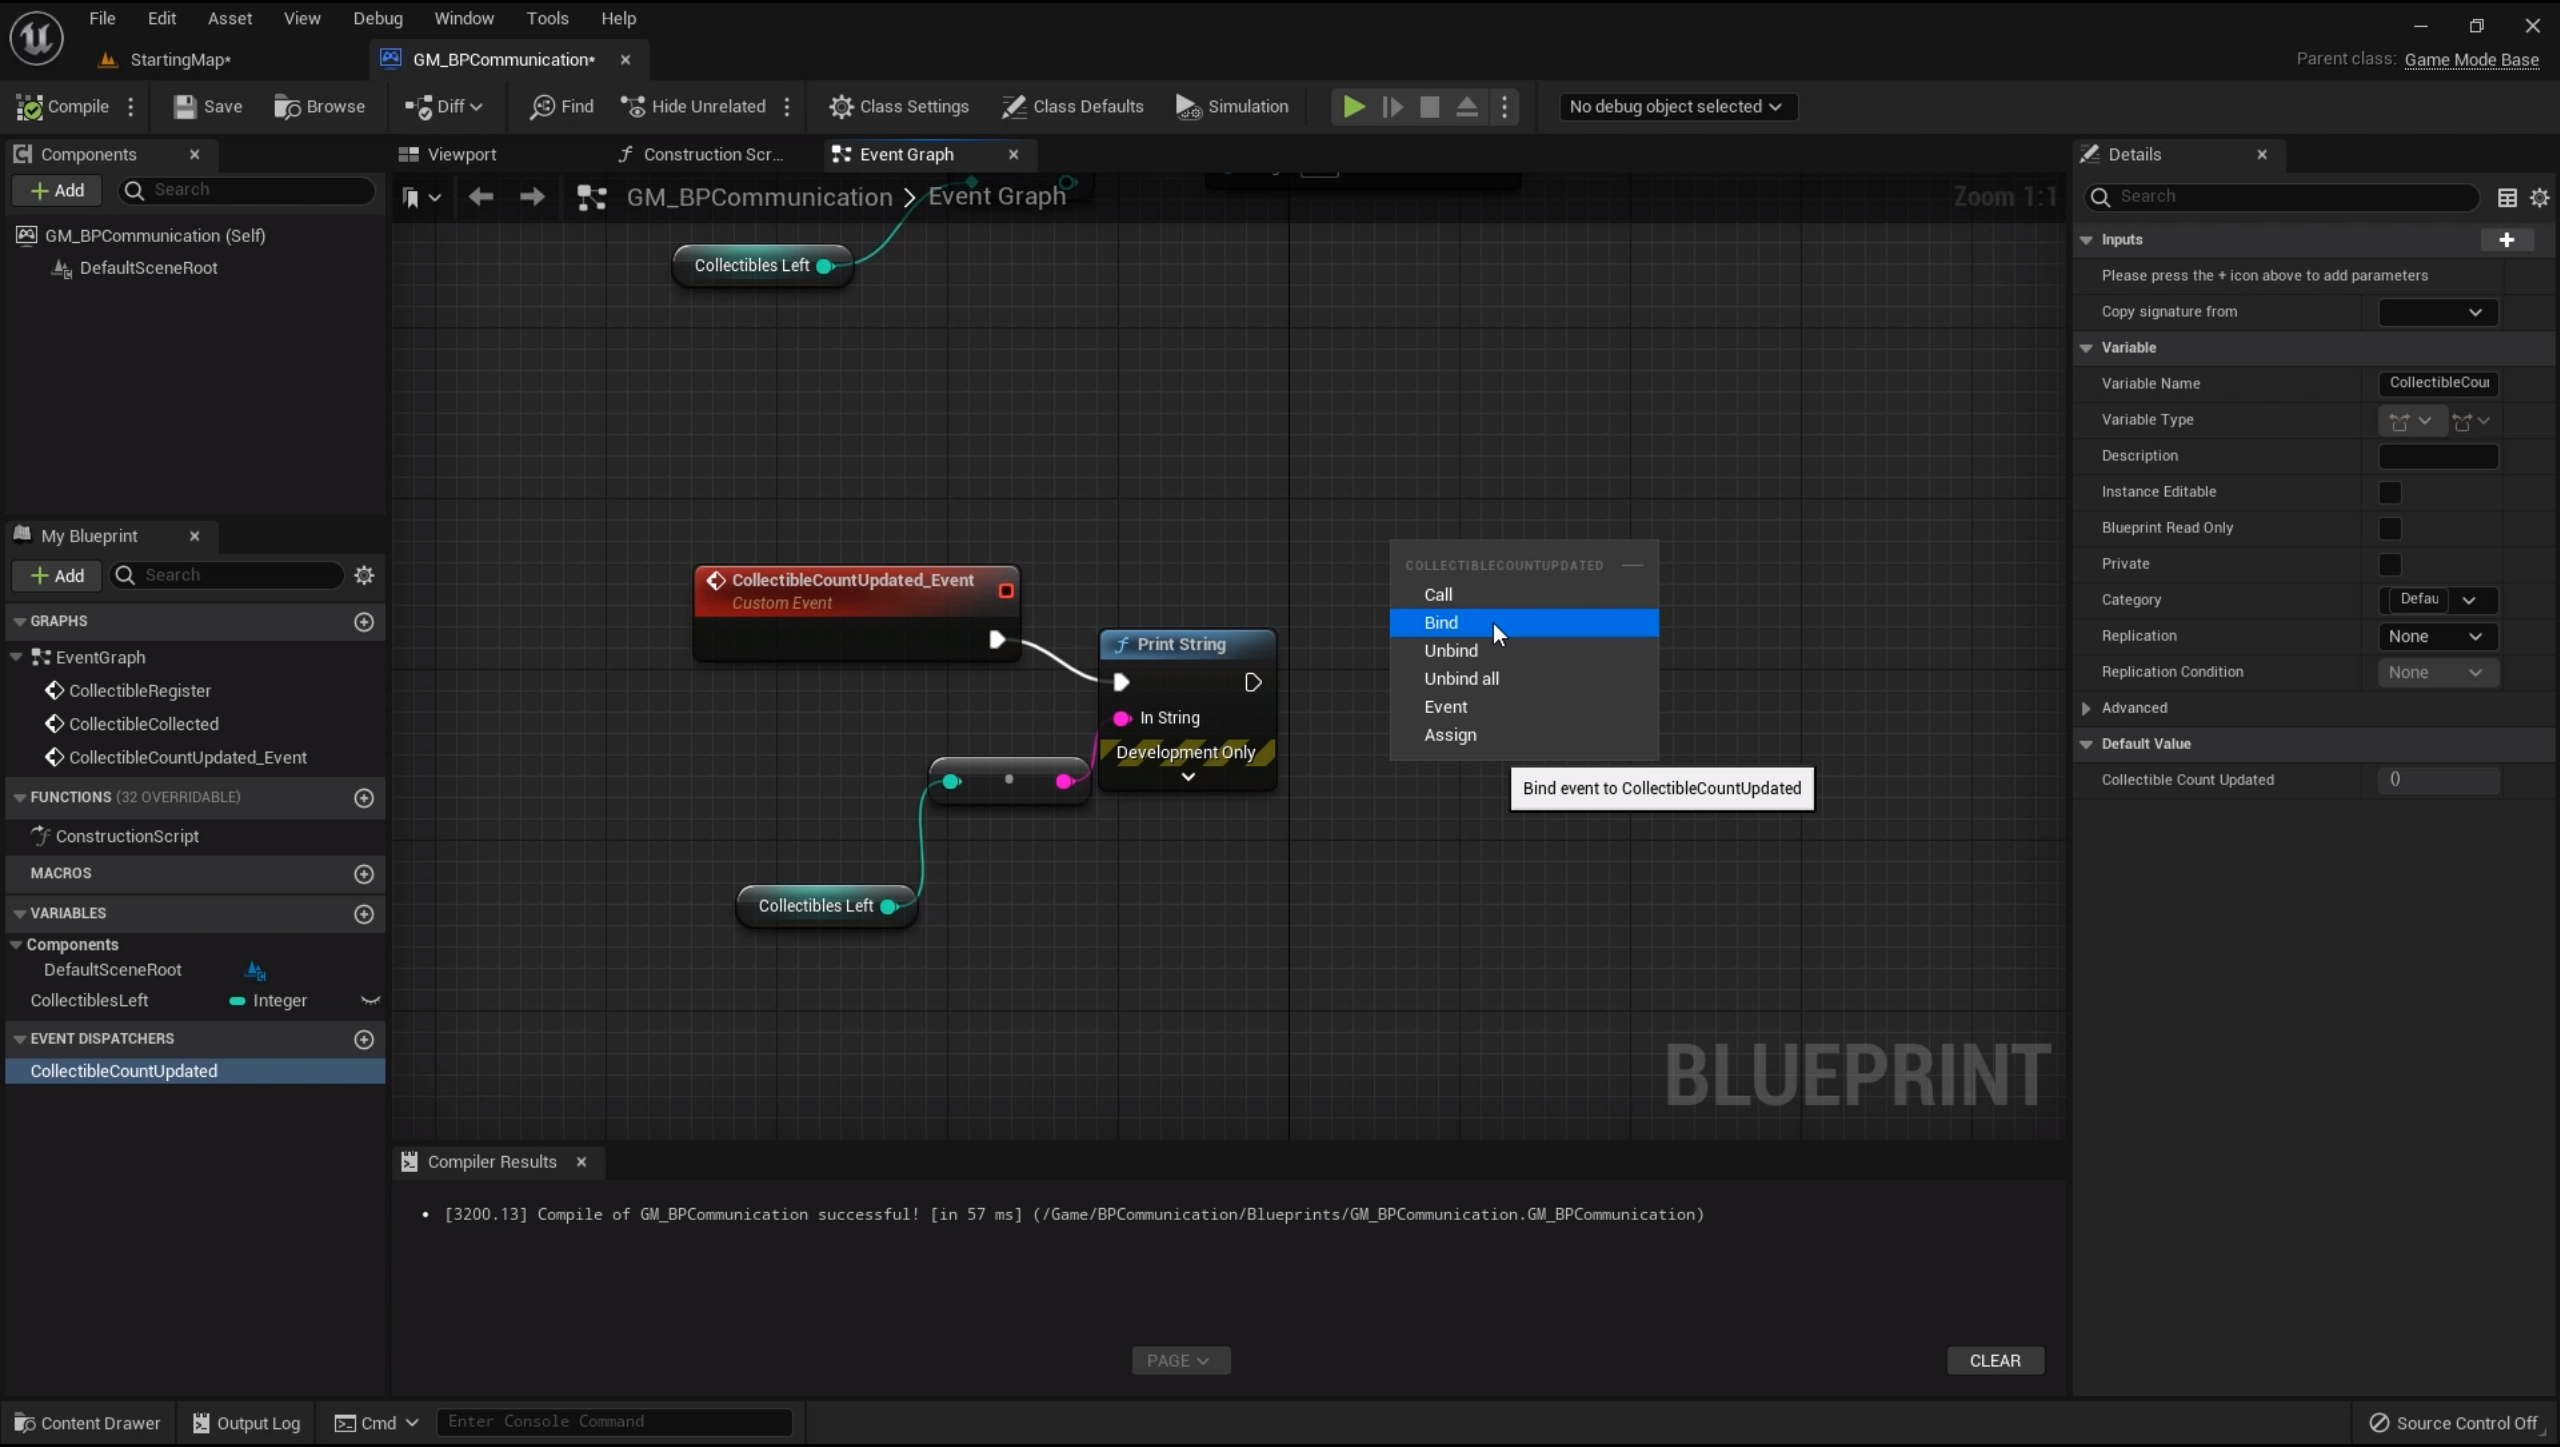 File Edit Asset View Debug Window Tools Help
StartingMap*
GM_BPCommunication*
Parent class: Game Mode Base
Compile
Save
Browse
Diff
Find
Hide Unrelated
Class Settings
Class Defaults
Simulation
No debug object selected
Components
Add
Search
GM_BPCommunication (Self)
DefaultSceneRoot
My Blueprint
Add
Search
GRAPHS
EventGraph
CollectibleRegister
CollectibleCollected
CollectibleCountUpdated_Event
FUNCTIONS (32 OVERRIDABLE)
ConstructionScript
MACROS
VARIABLES
Components
DefaultSceneRoot
CollectiblesLeft Integer
EVENT DISPATCHERS
CollectibleCountUpdated
Viewport
Construction Scr...
Event Graph
GM_BPCommunication > Event Graph
Zoom 1:1
Collectibles Left
CollectibleCountUpdated_Event
Custom Event
Print String
In String
Development Only
Collectibles Left
COLLECTIBLECOUNTUPDATED
Call
Bind
Unbind
Unbind all
Event
Assign
Bind event to CollectibleCountUpdated
BLUEPRINT
Compiler Results
[3200.13] Compile of GM_BPCommunication successful! [in 57 ms] (/Game/BPCommunication/Blueprints/GM_BPCommunication.GM_BPCommunication)
PAGE
CLEAR
Details
Search
Inputs
Please press the + icon above to add parameters
Copy signature from
Variable
Variable Name CollectibleCou
Variable Type
Description
Instance Editable
Blueprint Read Only
Private
Category Defau
Replication None
Replication Condition None
Advanced
Default Value
Collectible Count Updated ()
Content Drawer
Output Log
Cmd
Enter Console Command
Source Control Off